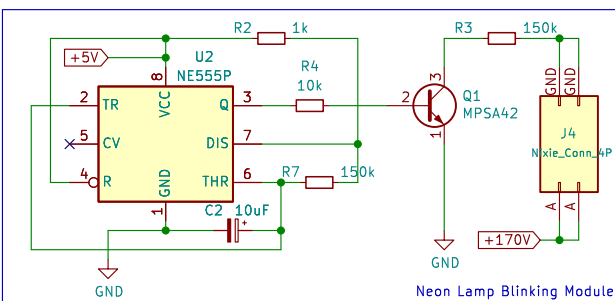 R2 1k
R3 150k
+5V
U2
NE555P
R4
10k
8
VCC
GND
GND
2
TR
Q
3
2
3
1
Q1
MPSA42
5
CV
DIS
7
J4
Nixie_Conn_4P
4
R
THR
6
R7
150k
GND
1
C2 10uF
+
A
A
+170V
GND
GND
Neon Lamp Blinking Module